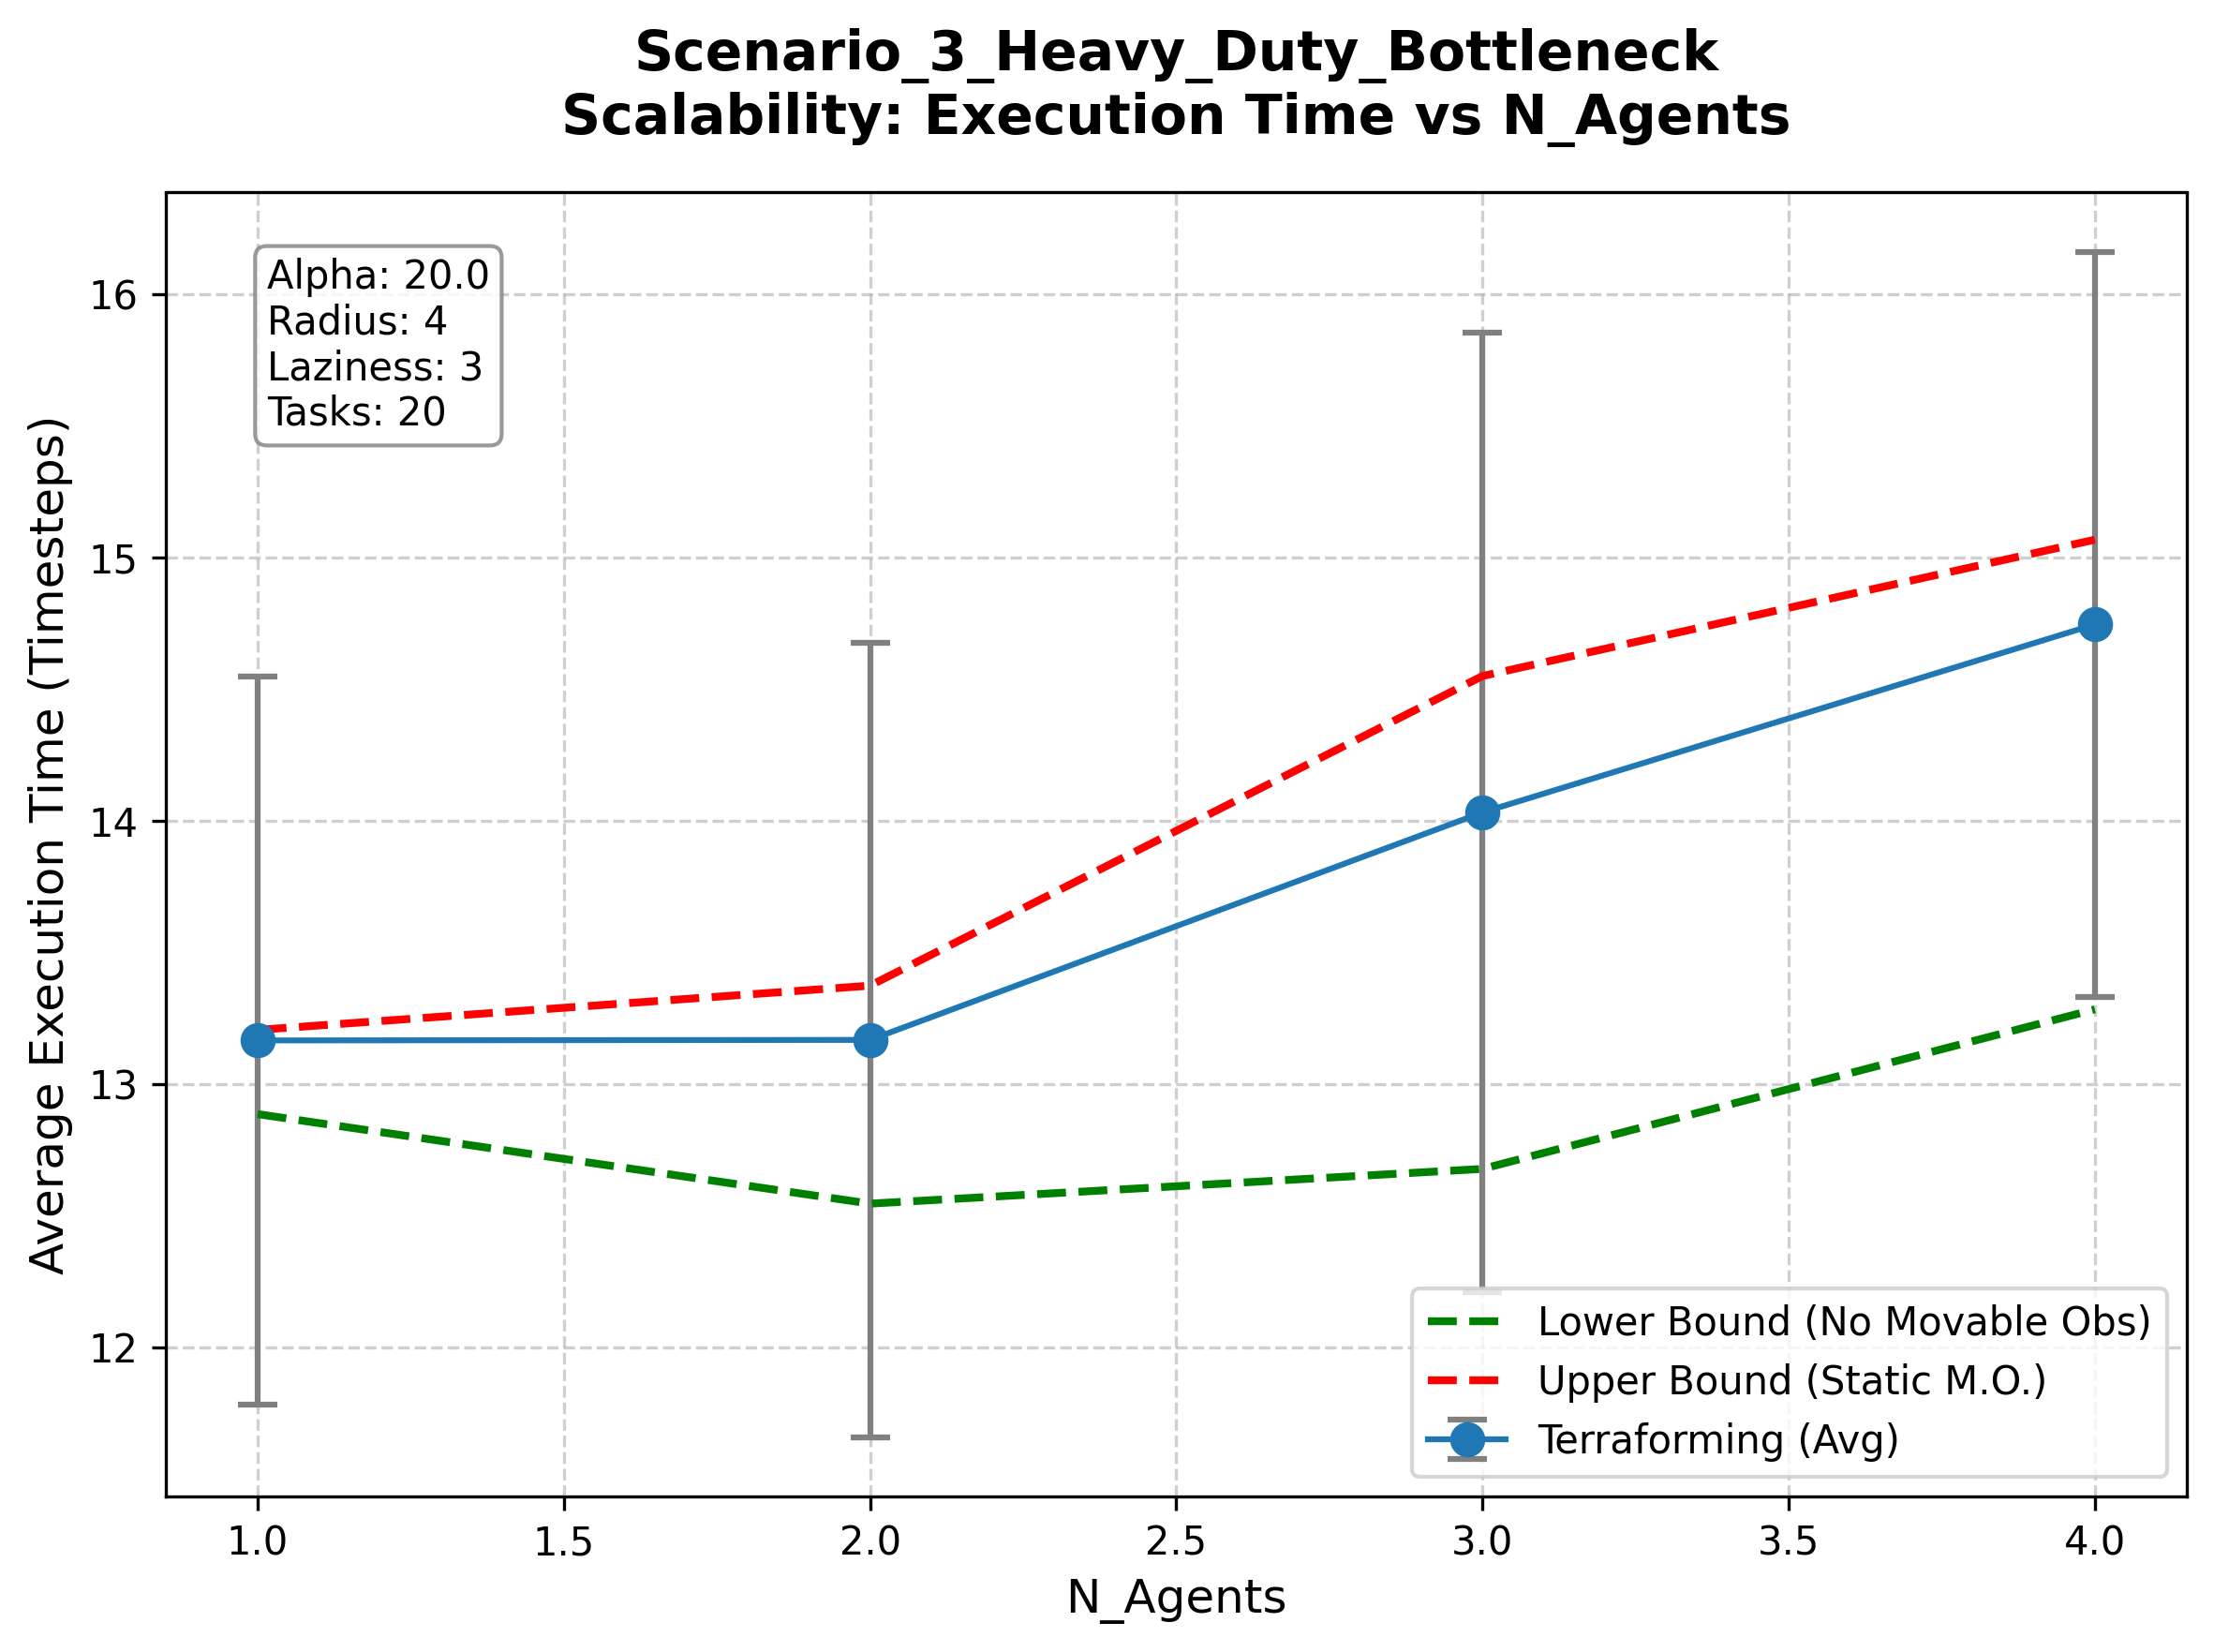 Scenario_3_Heavy_Duty_Bottleneck
Scalability: Execution Time vs N_Agents
Alpha: 20.0
Radius: 4
Laziness: 3
Tasks: 20
Average Execution Time (Timesteps)
16
15
14
13
12
Lower Bound (No Movable Obs)
Upper Bound (Static M.O.)
Terraforming (Avg)
1.0 1.5 2.0 2.5 3.0 3.5 4.0
N_Agents